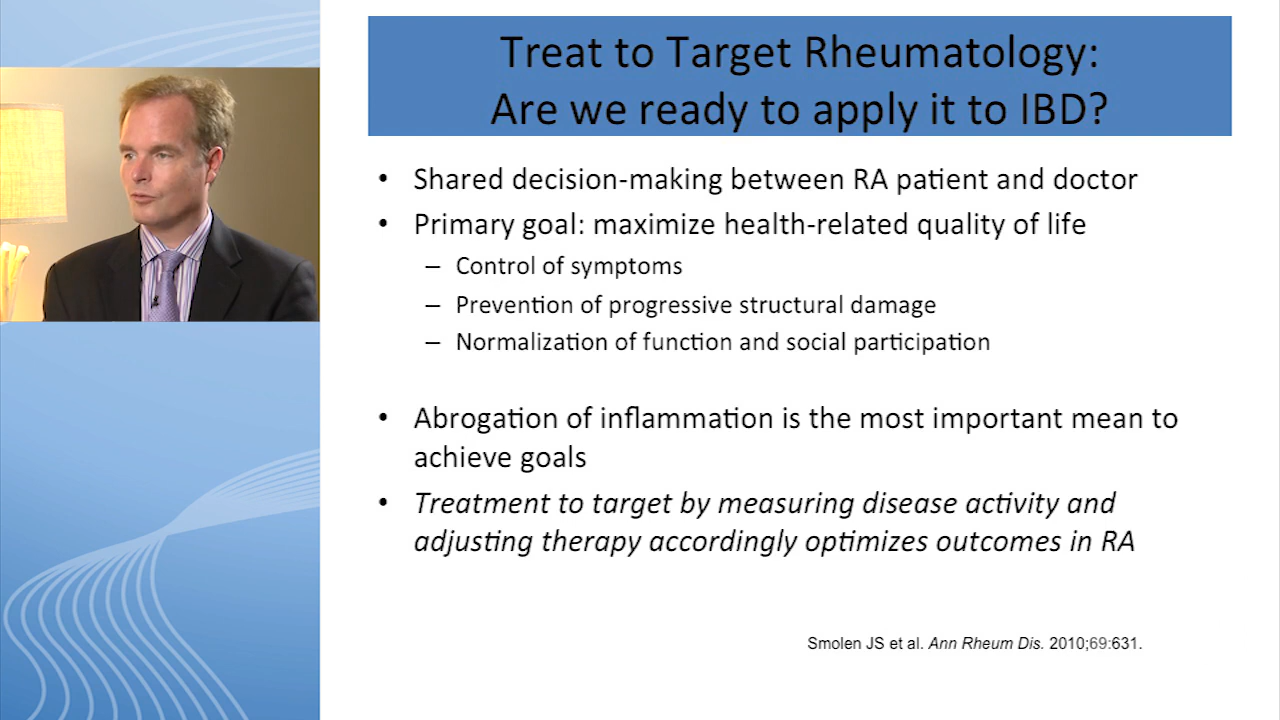 Treat to Target Rheumatology:
Are we ready to apply it to IBD?
• Shared decision-making between RA patient and doctor
• Primary goal: maximize health-related quality of life
– Control of symptoms
– Prevention of progressive structural damage
– Normalization of function and social participation
• Abrogation of inflammation is the most important mean to
achieve goals
• Treatment to target by measuring disease activity and
adjusting therapy accordingly optimizes outcomes in RA
Smolen JS et al. Ann Rheum Dis. 2010;69:631.